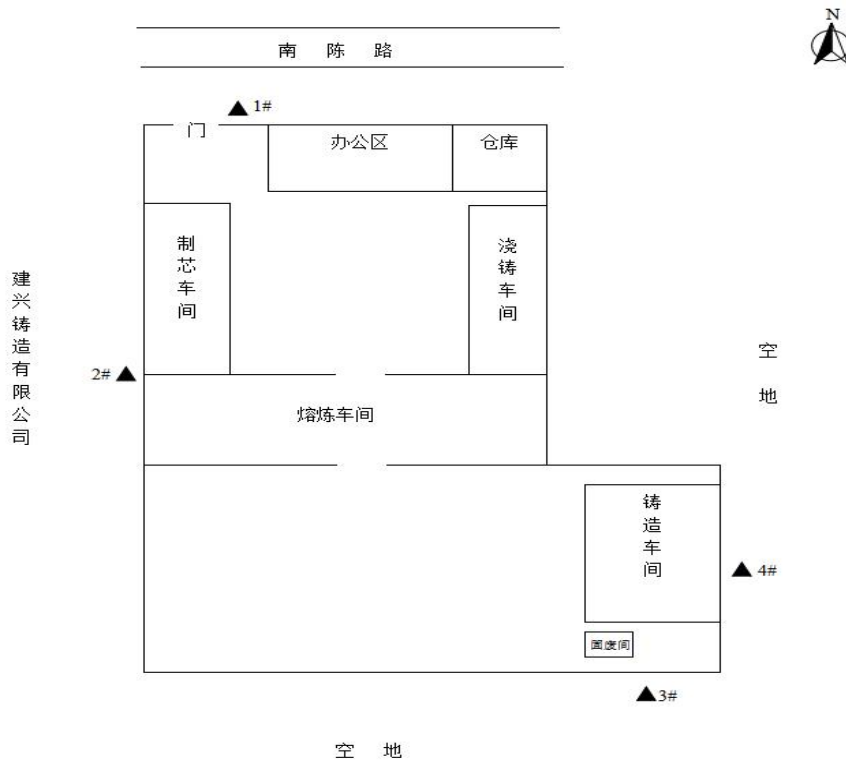 N
南 陈 路
1#
门
办公区
仓库
制芯车间
浇铸车间
建兴铸造有限公司
空地
2#
熔炼车间
铸造车间
4#
固废间
3#
空 地